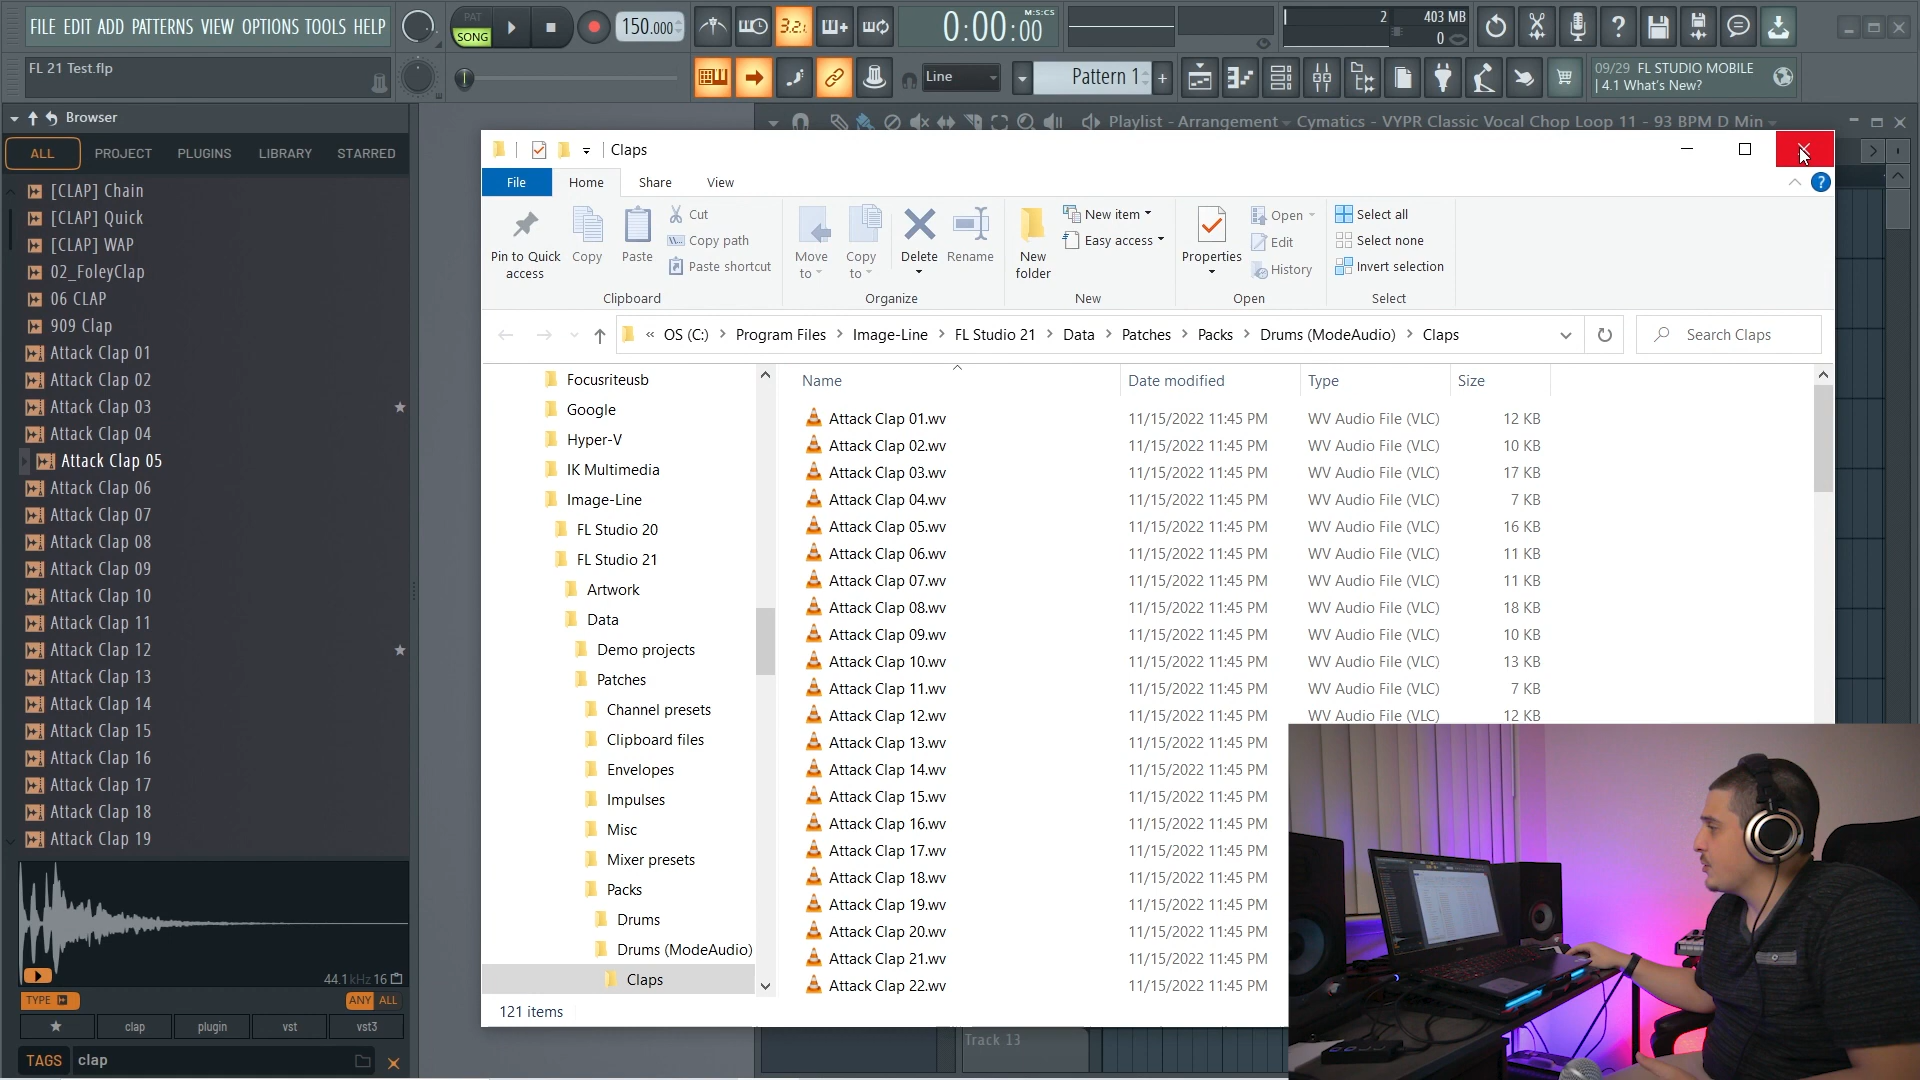 FILE EDIT ADD PATTERNS VIEW OPTIONS TOOLS HELP
PAT
SONG
150.000
3.2.
0:00:00
M:S:CS
2
403 MB
0
FL 21 Test.flp
Line
Pattern 1
09/29 FL STUDIO MOBILE
| 4.1 What's New?
Browser
Playlist - Arrangement
Cymatics - VYPR Classic Vocal Chop Loop 11 - 93 BPM D Min
ALL
PROJECT
PLUGINS
LIBRARY
STARRED
[CLAP] Chain
[CLAP] Quick
[CLAP] WAP
02_FoleyClap
06 CLAP
909 Clap
Attack Clap 01
Attack Clap 02
Attack Clap 03
Attack Clap 04
Attack Clap 05
Attack Clap 06
Attack Clap 07
Attack Clap 08
Attack Clap 09
Attack Clap 10
Attack Clap 11
Attack Clap 12
Attack Clap 13
Attack Clap 14
Attack Clap 15
Attack Clap 16
Attack Clap 17
Attack Clap 18
Attack Clap 19
44.1kHz 16
TYPE
ANY ALL
clap
plugin
vst
vst3
TAGS
clap
Claps
File
Home
Share
View
Pin to Quick
access
Copy
Paste
Cut
Copy path
Paste shortcut
Clipboard
Move
to
Copy
to
Delete
Rename
Organize
New
folder
New item
Easy access
New
Properties
Open
Edit
History
Open
Select all
Select none
Invert selection
Select
« OS (C:) > Program Files > Image-Line > FL Studio 21 > Data > Patches > Packs > Drums (ModeAudio) > Claps
Search Claps
Focusriteusb
Google
Hyper-V
IK Multimedia
Image-Line
FL Studio 20
FL Studio 21
Artwork
Data
Demo projects
Patches
Channel presets
Clipboard files
Envelopes
Impulses
Misc
Mixer presets
Packs
Drums
Drums (ModeAudio)
Claps
Name Date modified Type Size
Attack Clap 01.wv 11/15/2022 11:45 PM WV Audio File (VLC) 12 KB
Attack Clap 02.wv 11/15/2022 11:45 PM WV Audio File (VLC) 10 KB
Attack Clap 03.wv 11/15/2022 11:45 PM WV Audio File (VLC) 17 KB
Attack Clap 04.wv 11/15/2022 11:45 PM WV Audio File (VLC) 7 KB
Attack Clap 05.wv 11/15/2022 11:45 PM WV Audio File (VLC) 16 KB
Attack Clap 06.wv 11/15/2022 11:45 PM WV Audio File (VLC) 11 KB
Attack Clap 07.wv 11/15/2022 11:45 PM WV Audio File (VLC) 11 KB
Attack Clap 08.wv 11/15/2022 11:45 PM WV Audio File (VLC) 18 KB
Attack Clap 09.wv 11/15/2022 11:45 PM WV Audio File (VLC) 10 KB
Attack Clap 10.wv 11/15/2022 11:45 PM WV Audio File (VLC) 13 KB
Attack Clap 11.wv 11/15/2022 11:45 PM WV Audio File (VLC) 7 KB
Attack Clap 12.wv 11/15/2022 11:45 PM WV Audio File (VLC) 12 KB
Attack Clap 13.wv 11/15/2022 11:45 PM
Attack Clap 14.wv 11/15/2022 11:45 PM
Attack Clap 15.wv 11/15/2022 11:45 PM
Attack Clap 16.wv 11/15/2022 11:45 PM
Attack Clap 17.wv 11/15/2022 11:45 PM
Attack Clap 18.wv 11/15/2022 11:45 PM
Attack Clap 19.wv 11/15/2022 11:45 PM
Attack Clap 20.wv 11/15/2022 11:45 PM
Attack Clap 21.wv 11/15/2022 11:45 PM
Attack Clap 22.wv 11/15/2022 11:45 PM
121 items
Track 13